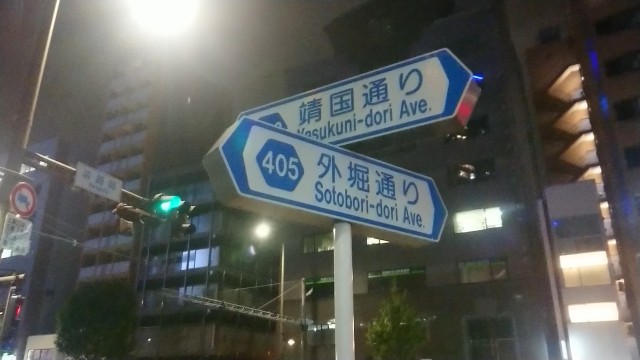 靖国通り
Yasukuni-dori Ave.
405
外堀通り
Sotobori-dori Ave.